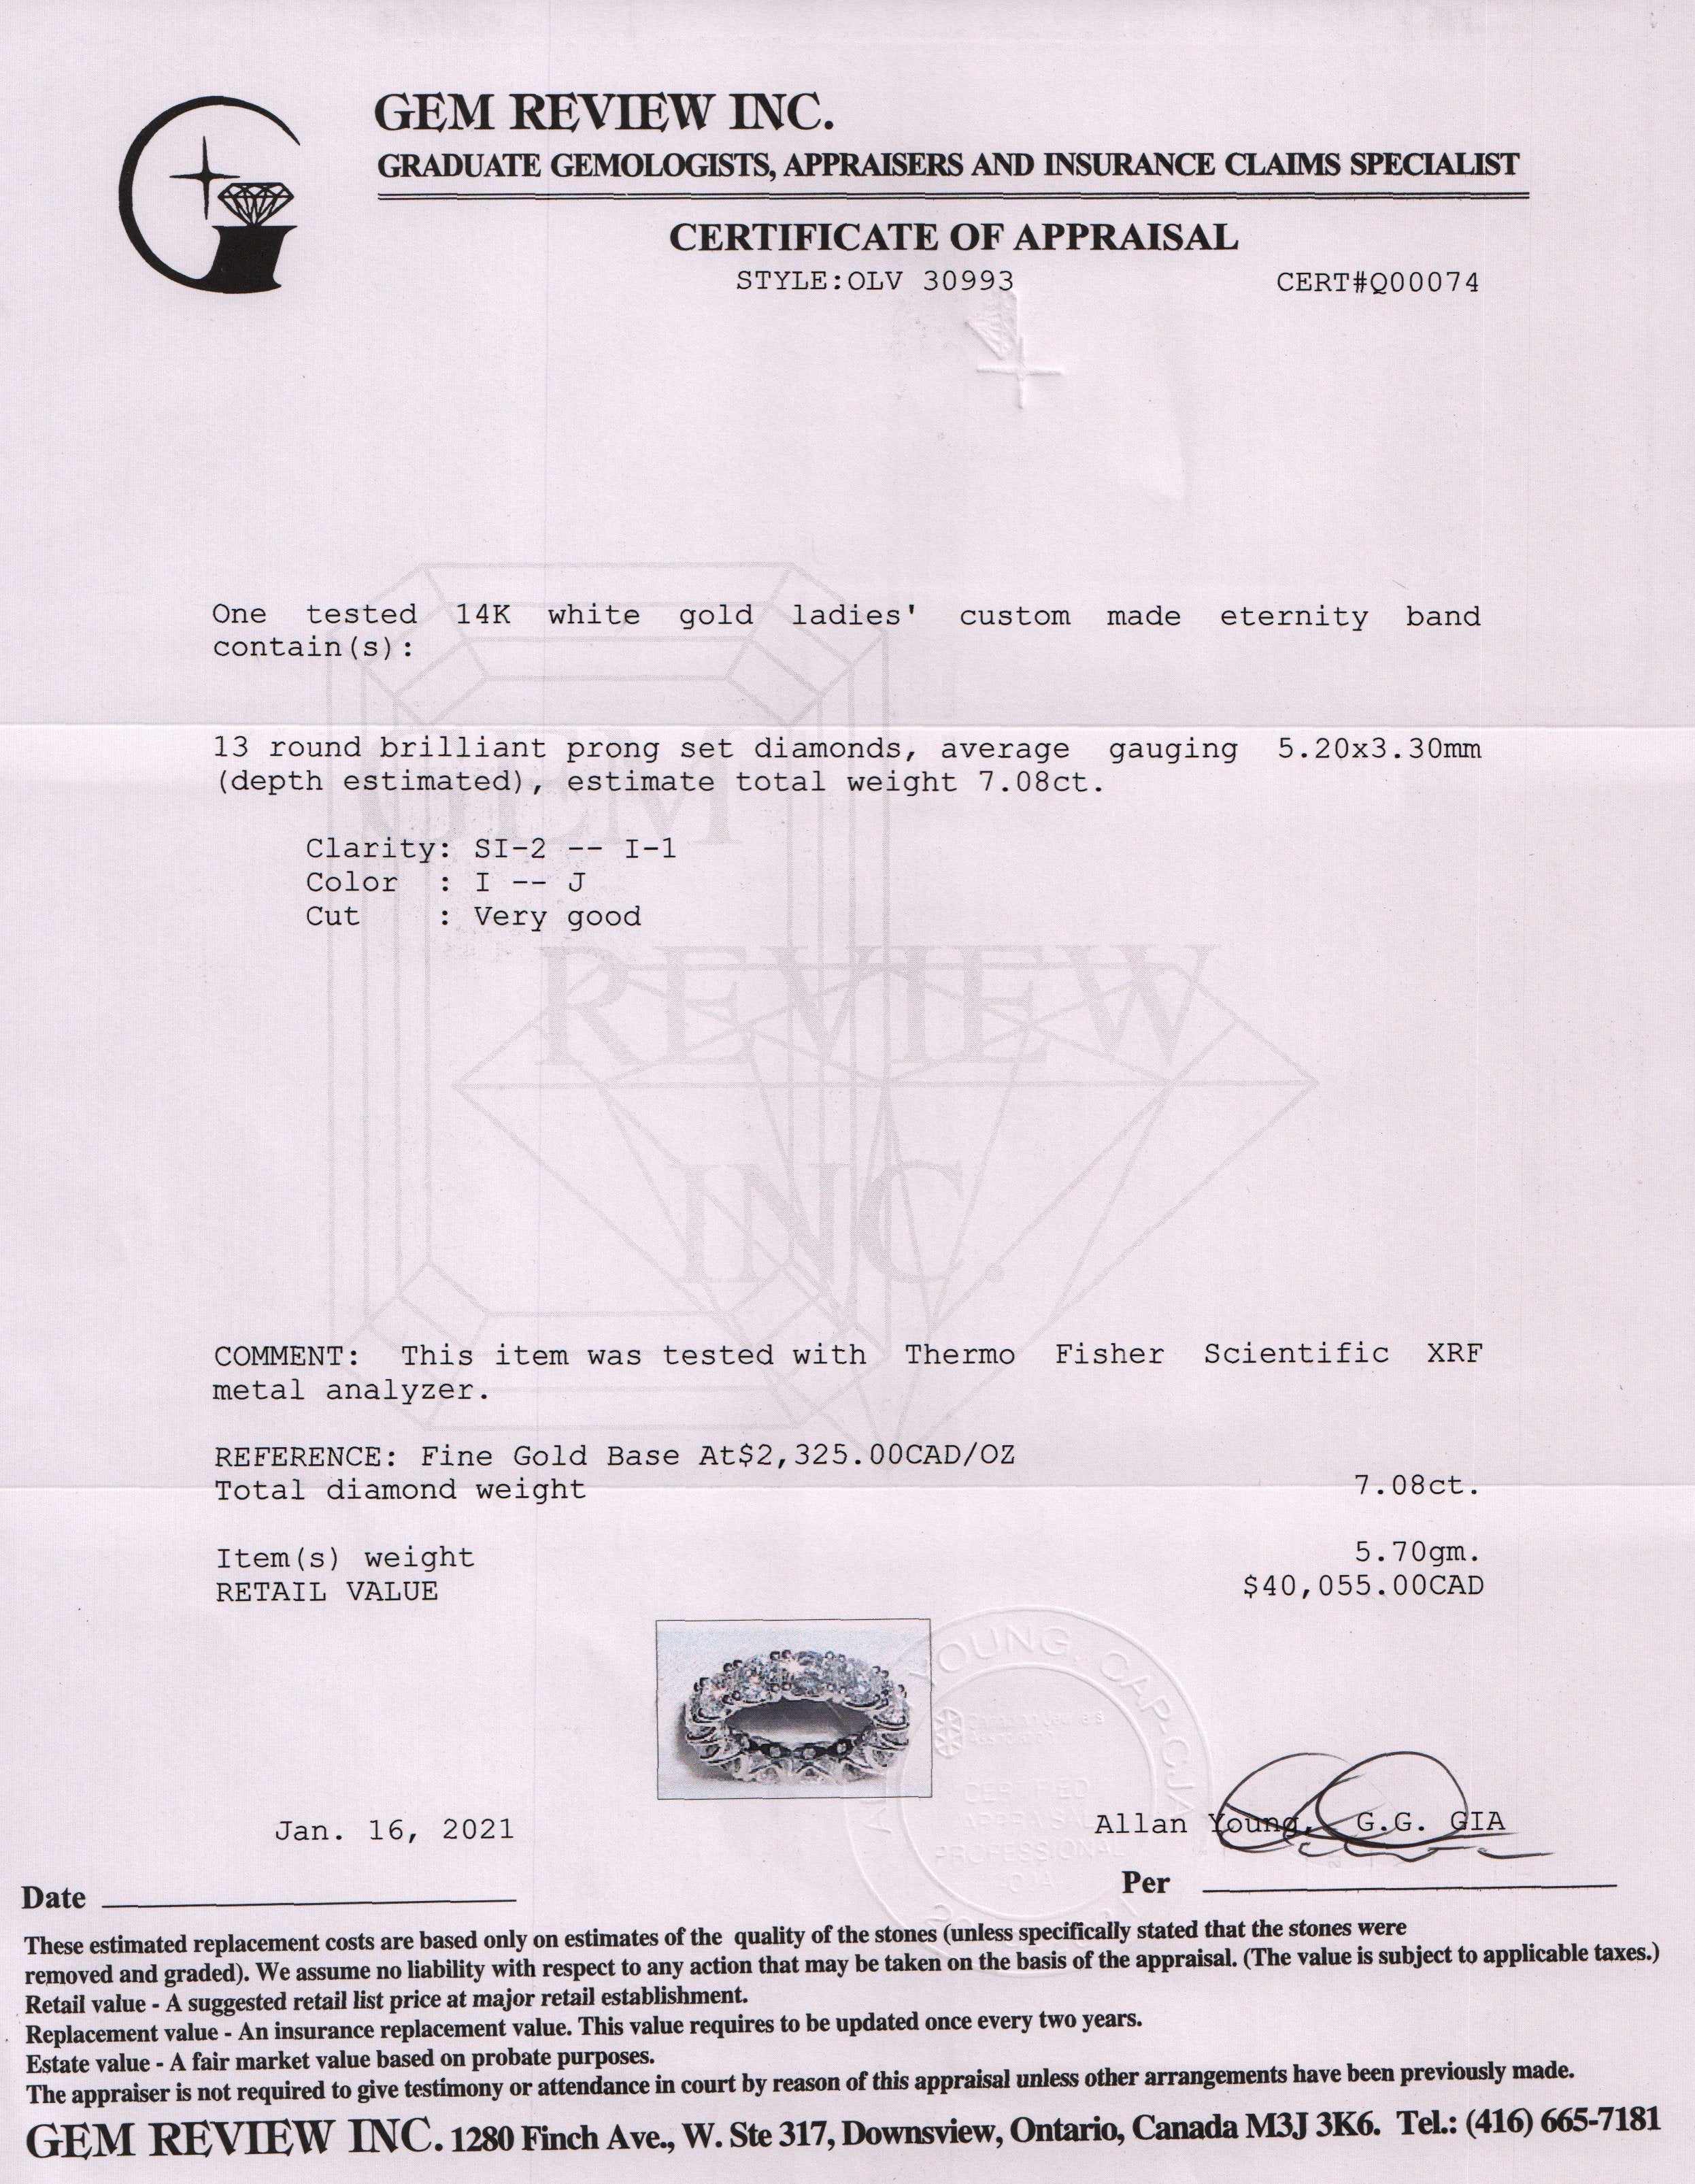 GEM REVIEW INC.
GRADUATE GEMOLOGISTS, APPRAISERS AND INSURANCE CLAIMS SPECIALIST
CERTIFICATE OF APPRAISAL
STYLE:OLV 30993 CERT#Q00074
One tested 14K white gold ladies' custom made eternity band
contain(s):
13 round brilliant prong set diamonds, average gauging 5.20x3.30mm
(depth estimated), estimate total weight 7.08ct.
GEM
Clarity: SI-2 -- I-1
Color : I -- J
Cut : Very good
REVIEW
INC.
COMMENT: This item was tested with Thermo Fisher Scientific XRF
metal analyzer.
REFERENCE: Fine Gold Base At$2,325.00CAD/OZ
Total diamond weight 7.08ct.
Item(s) weight 5.70gm.
RETAIL VALUE $40,055.00CAD
YOUNG, CAP-CJA
CERTIFIED
APPRAISAL
PROFESSIONAL
Jan. 16, 2021 Allan Young, G.G. GIA
Date Per
These estimated replacement costs are based only on estimates of the quality of the stones (unless specifically stated that the stones were
removed and graded). We assume no liability with respect to any action that may be taken on the basis of the appraisal. (The value is subject to applicable taxes.)
Retail value - A suggested retail list price at major retail establishment.
Replacement value - An insurance replacement value. This value requires to be updated once every two years.
Estate value - A fair market value based on probate purposes.
The appraiser is not required to give testimony or attendance in court by reason of this appraisal unless other arrangements have been previously made.
GEM REVIEW INC. 1280 Finch Ave., W. Ste 317, Downsview, Ontario, Canada M3J 3K6. Tel.: (416) 665-7181